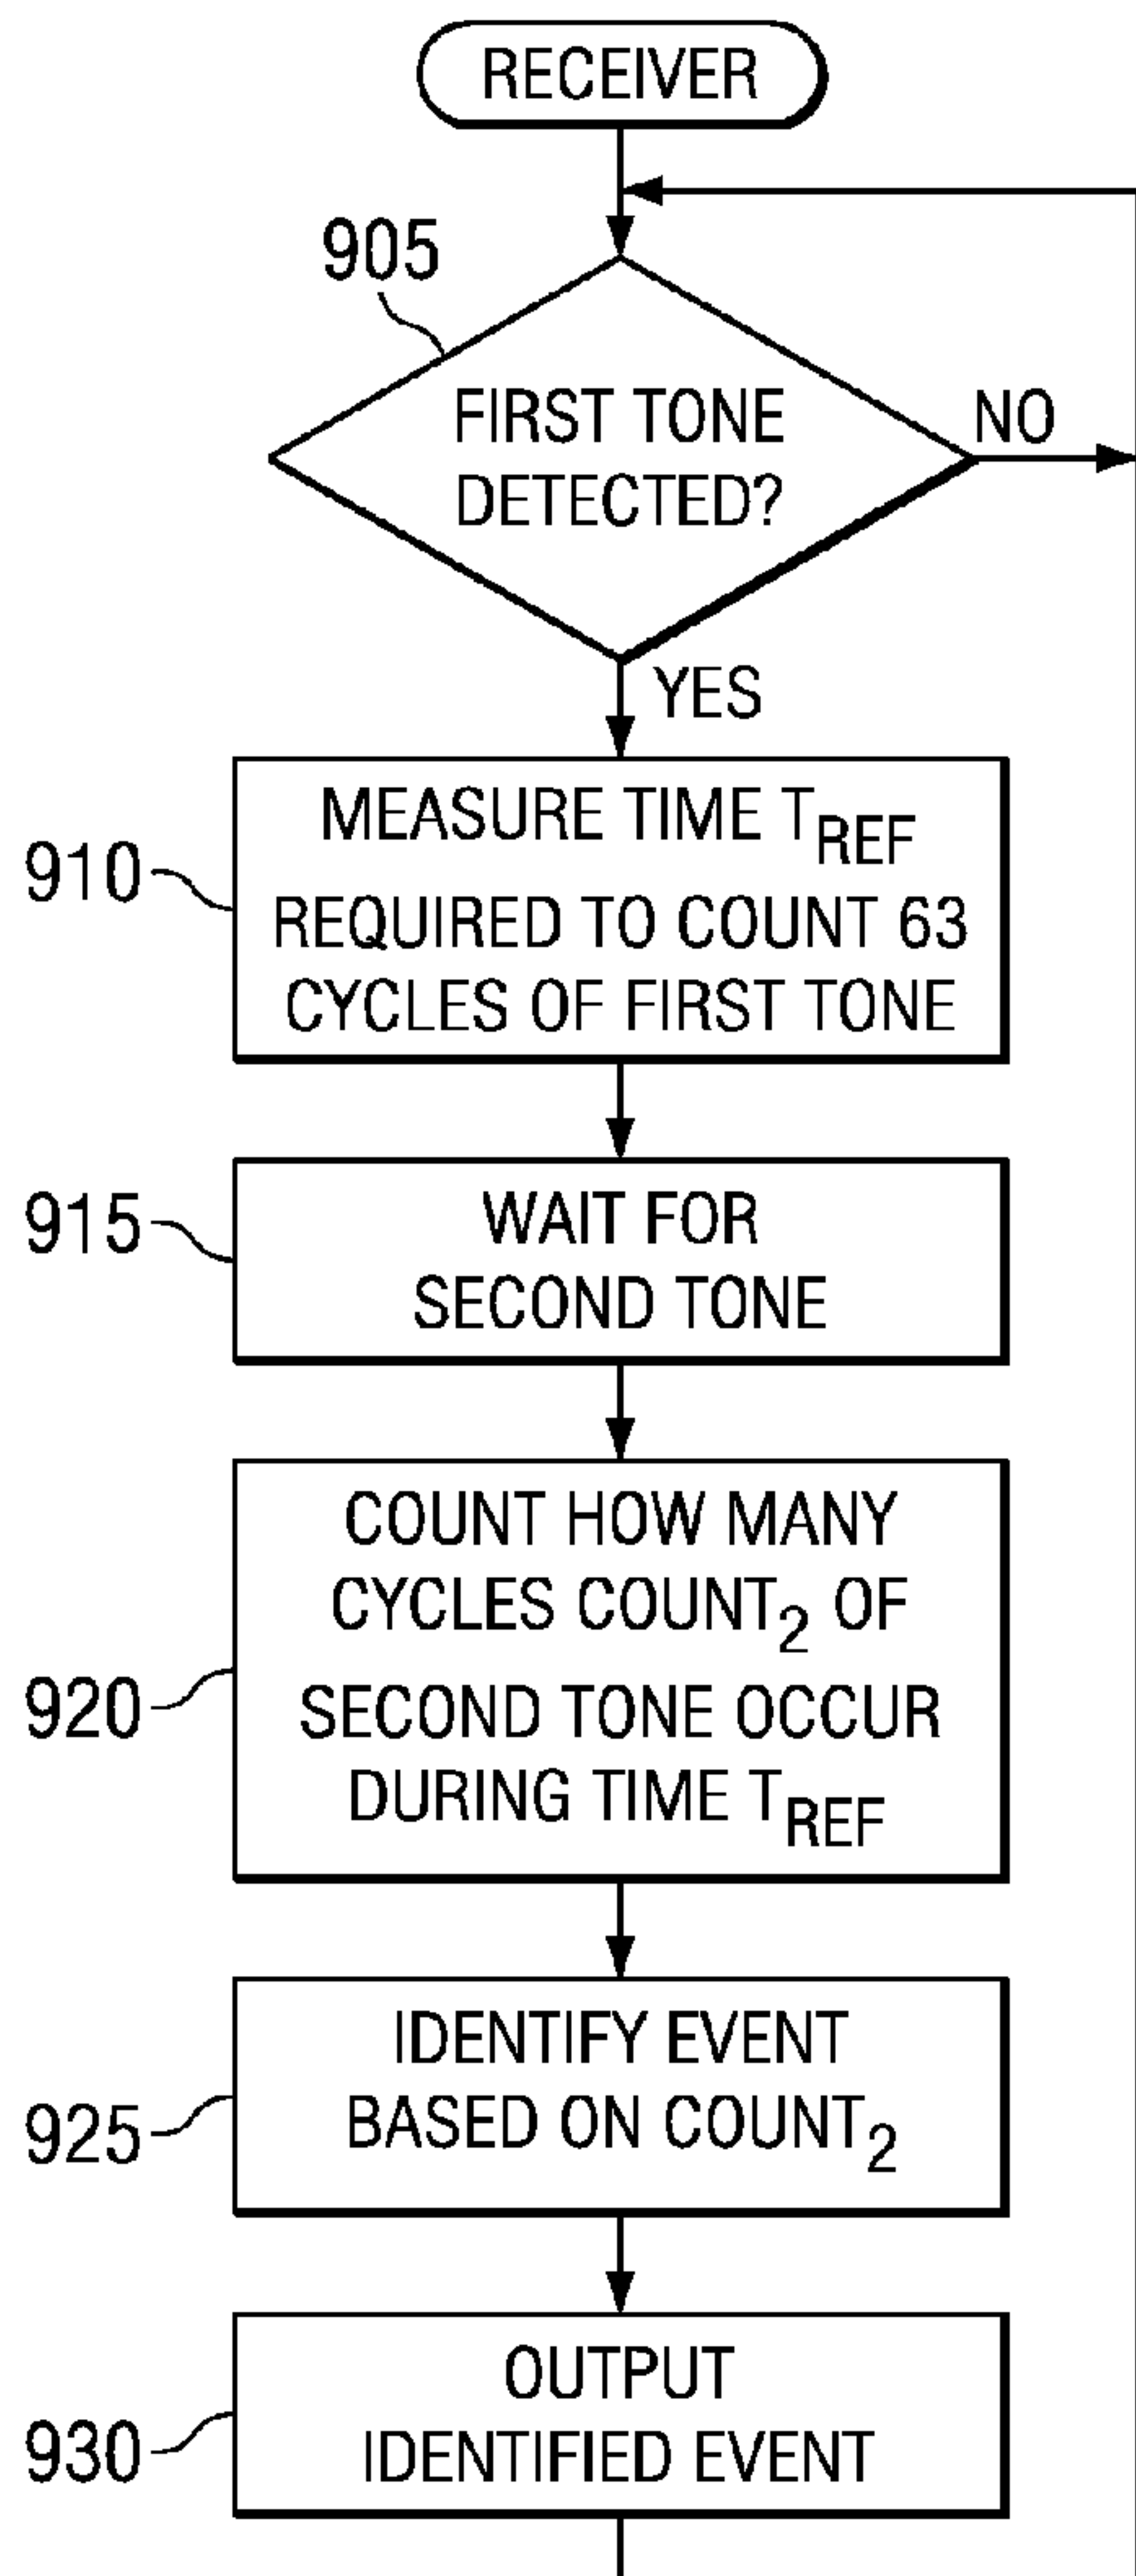 RECEIVER
905
FIRST TONE
DETECTED?
NO
YES
910
MEASURE TIME T_REF
REQUIRED TO COUNT 63
CYCLES OF FIRST TONE
915
WAIT FOR
SECOND TONE
920
COUNT HOW MANY
CYCLES COUNT₂ OF
SECOND TONE OCCUR
DURING TIME T_REF
925
IDENTIFY EVENT
BASED ON COUNT₂
930
OUTPUT
IDENTIFIED EVENT